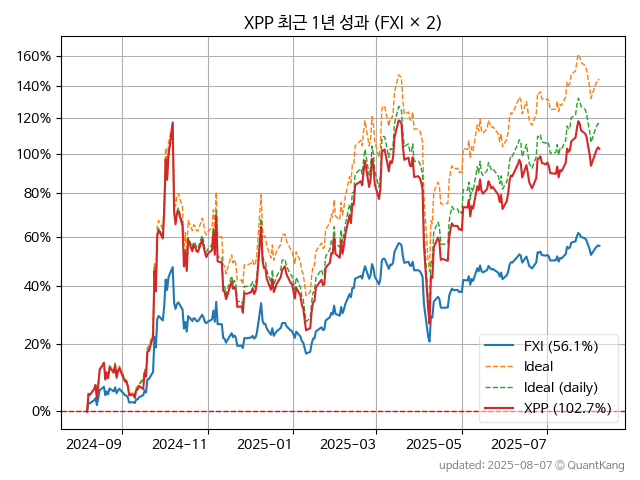 XPP 최근 1년 성과 (FXI × 2)
160%
140%
120%
100%
80%
60%
40%
20%
0%
FXI (56.1%)
Ideal
Ideal (daily)
XPP (102.7%)
2024-09
2024-11
2025-01
2025-03
2025-05
2025-07
updated: 2025-08-07 © QuantKang